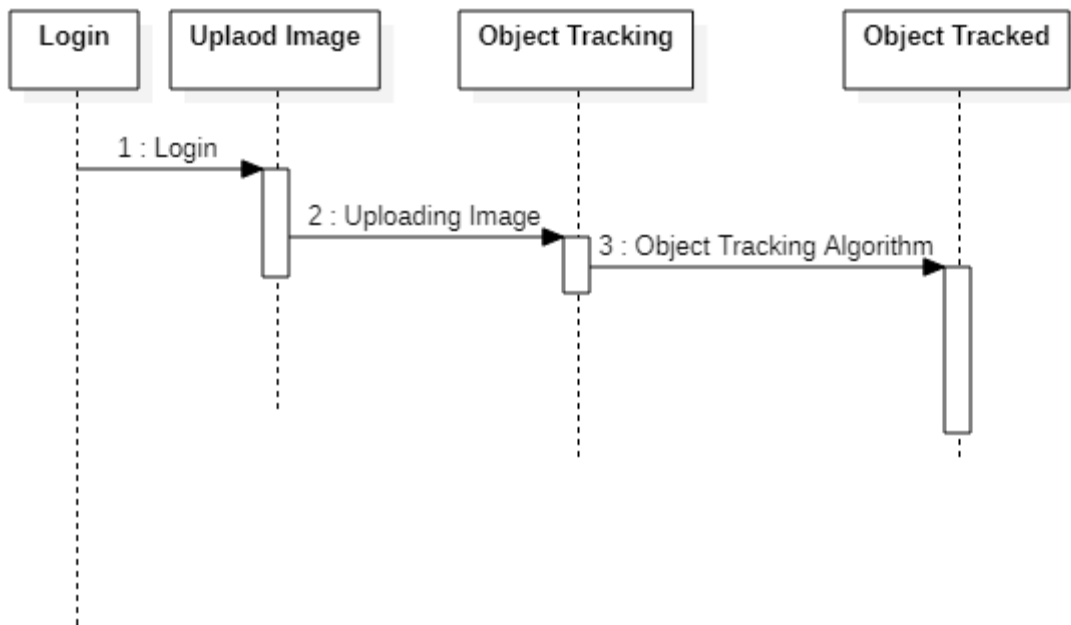 Login
Uplaod Image
Object Tracking
Object Tracked
1 : Login
2 : Uploading Image
3 : Object Tracking Algorithm